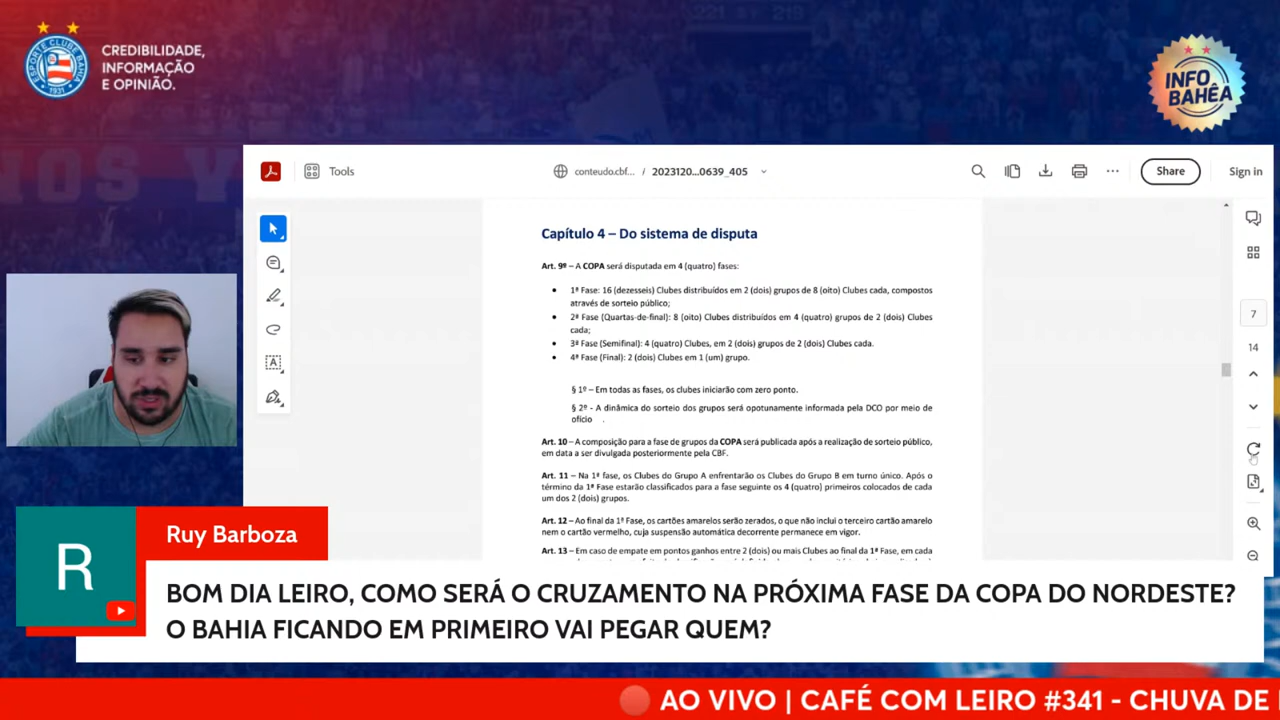 CREDIBILIDADE,
INFORMAÇÃO
E OPINIÃO.
ESPORTE CLUBE BAHIA
1931
INFO
BAHÊA
Tools
conteudo.cbf... / 2023120...0639_405
Share
Sign in
7
14
Capítulo 4 – Do sistema de disputa
Art. 9º – A COPA será disputada em 4 (quatro) fases:
• 1ª Fase: 16 (dezesseis) Clubes distribuídos em 2 (dois) grupos de 8 (oito) Clubes cada, compostos
através de sorteio público;
• 2ª Fase (Quartas-de-final): 8 (oito) Clubes distribuídos em 4 (quatro) grupos de 2 (dois) Clubes
cada;
• 3ª Fase (Semifinal): 4 (quatro) Clubes, em 2 (dois) grupos de 2 (dois) Clubes cada.
• 4ª Fase (Final): 2 (dois) Clubes em 1 (um) grupo.
§ 1º – Em todas as fases, os clubes iniciarão com zero ponto.
§ 2º - A dinâmica do sorteio dos grupos será opotunamente informada pela DCO por meio de
ofício .
Art. 10 – A composição para a fase de grupos da COPA será publicada após a realização de sorteio público,
em data a ser divulgada posteriormente pela CBF.
Art. 11 – Na 1ª fase, os Clubes do Grupo A enfrentarão os Clubes do Grupo B em turno único. Após o
término da 1ª Fase estarão classificados para a fase seguinte os 4 (quatro) primeiros colocados de cada
um dos 2 (dois) grupos.
Art. 12 – Ao final da 1ª Fase, os cartões amarelos serão zerados, o que não inclui o terceiro cartão amarelo
nem o cartão vermelho, cuja suspensão automática decorrente permanece em vigor.
Art. 13 – Em caso de empate em pontos ganhos entre 2 (dois) ou mais Clubes ao final da 1ª Fase, em cada
R
Ruy Barboza
BOM DIA LEIRO, COMO SERÁ O CRUZAMENTO NA PRÓXIMA FASE DA COPA DO NORDESTE?
O BAHIA FICANDO EM PRIMEIRO VAI PEGAR QUEM?
AO VIVO | CAFÉ COM LEIRO #341 - CHUVA DE